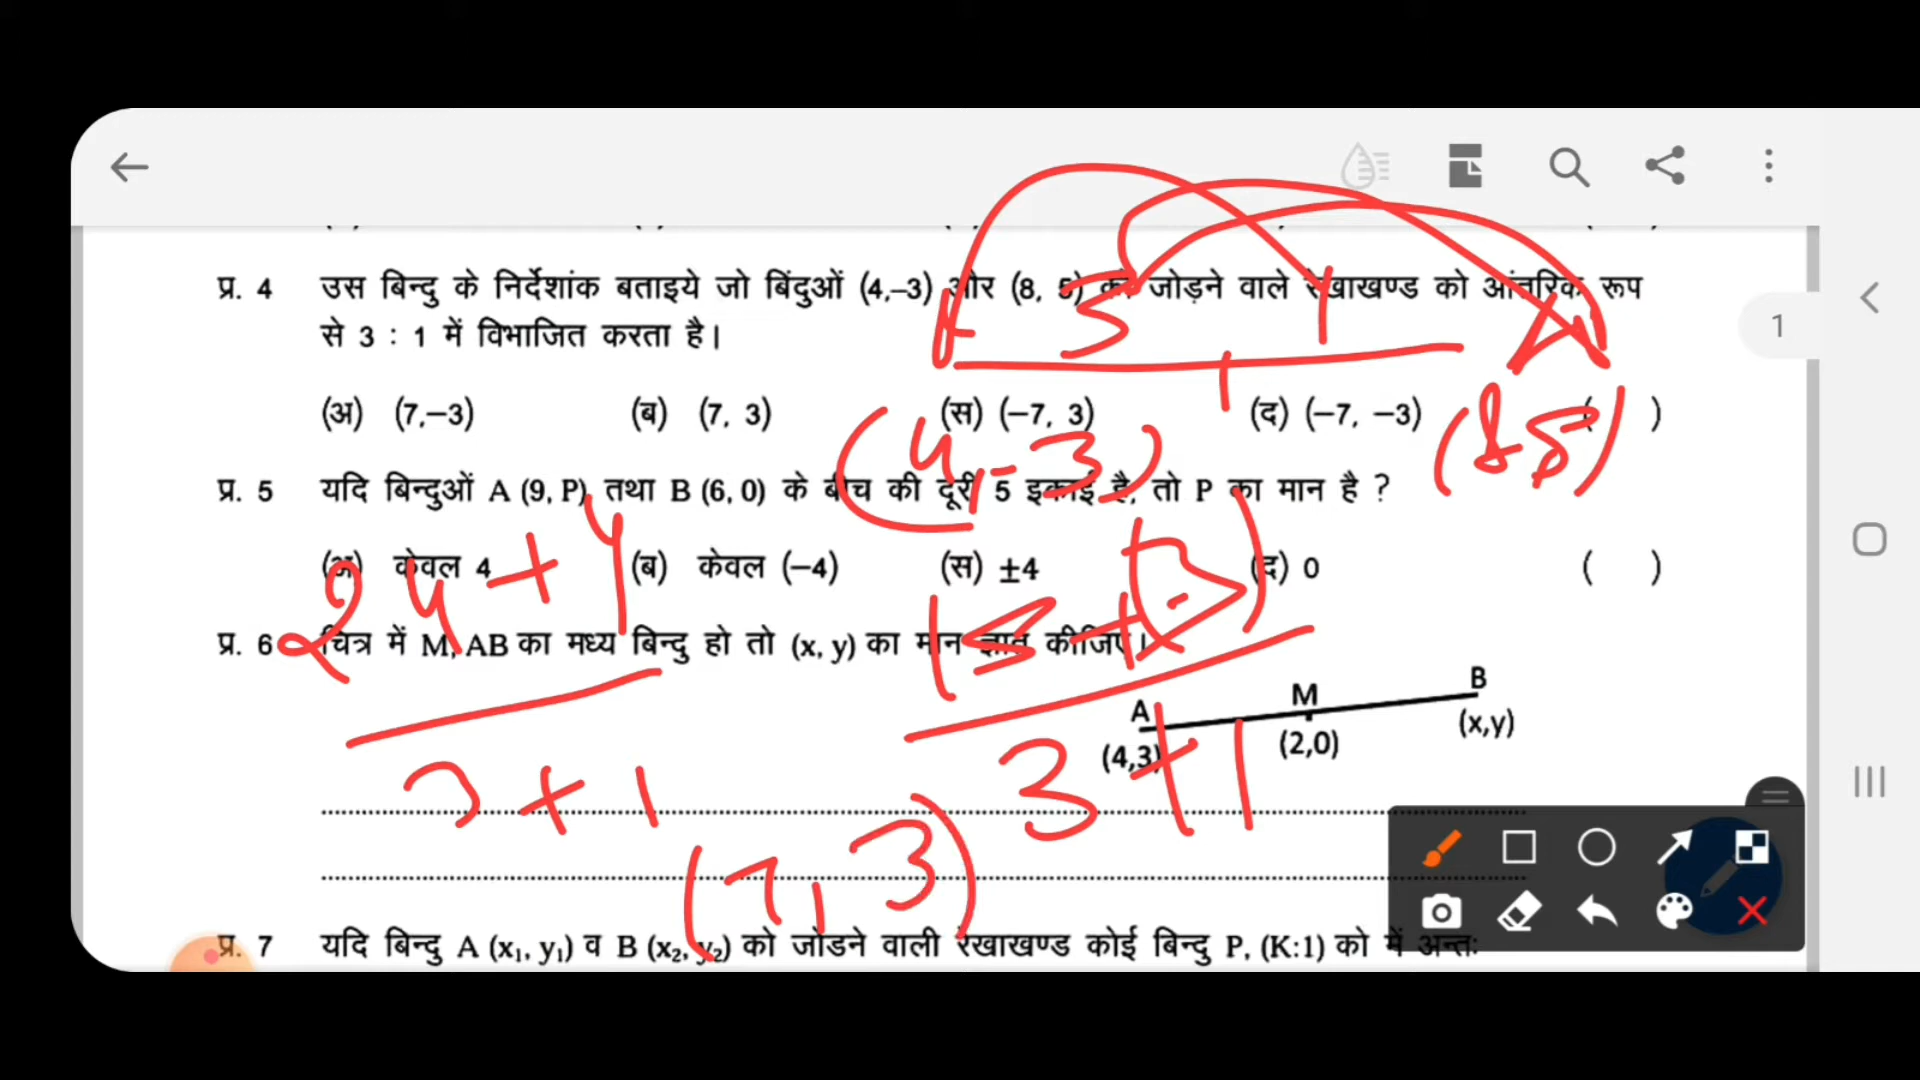 1
प्र. 4 उस बिन्दु के निर्देशांक बताइये जो बिंदुओं (4,–3) और (8, 5) को जोड़ने वाले रेखाखण्ड को आंतरिक रूप
से 3 : 1 में विभाजित करता है।
(अ) (7,–3) (ब) (7, 3) (स) (–7, 3) (द) (–7, –3) ( )
(4,-3) (8 5)
प्र. 5 यदि बिन्दुओं A (9, P) तथा B (6, 0) के बीच की दूरी 5 इकाई है, तो P का मान है ?
(अ) केवल 4 (ब) केवल (–4) (स) ±4 (द) 0 ( )
24+4
15+(-3)
प्र. 6 चित्र में M, AB का मध्य बिन्दु हो तो (x, y) का मान ज्ञात कीजिए।
A M B
(4,3) (2,0) (x,y)
3+1 3+1
(7,3)
प्र. 7 यदि बिन्दु A (x₁, y₁) व B (x₂, y₂) को जोडने वाली रेखाखण्ड कोई बिन्दु P, (K:1) को में अन्तः